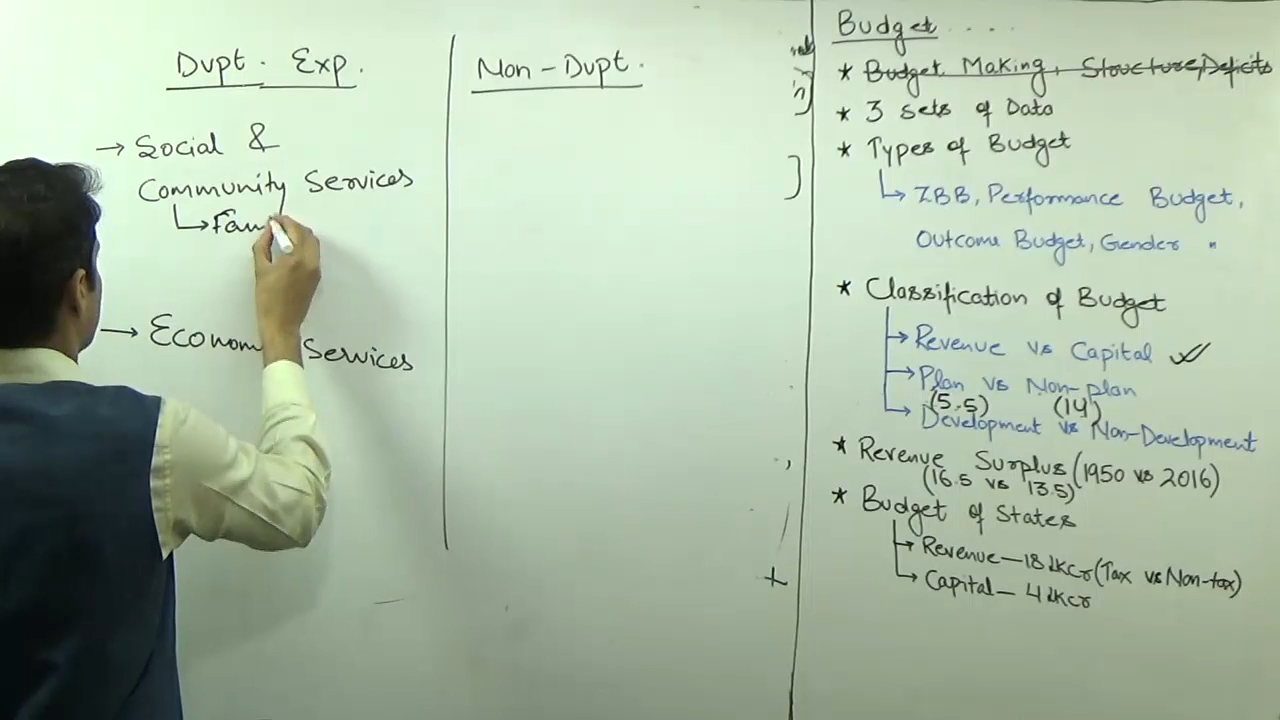 Dvpt. Exp.
→ Social &
Community Services
↳ Fam
→ Econom Services
Non-Dvpt.
Budget ....
* Budget Making, Structure, Deficits
* 3 Sets of Data
* Types of Budget
↳ ZBB, Performance Budget,
Outcome Budget, Gender "
* Classification of Budget
→ Revenue vs Capital ✓
→ Plan vs Non-plan
(5.5) (14)
→ Development vs Non-Development
* Revenue Surplus (1950 vs 2016)
(16.5 vs 13.5)
* Budget of States
→ Revenue – 18 LKCr (Tax vs Non-tax)
→ Capital – 4 LKCr